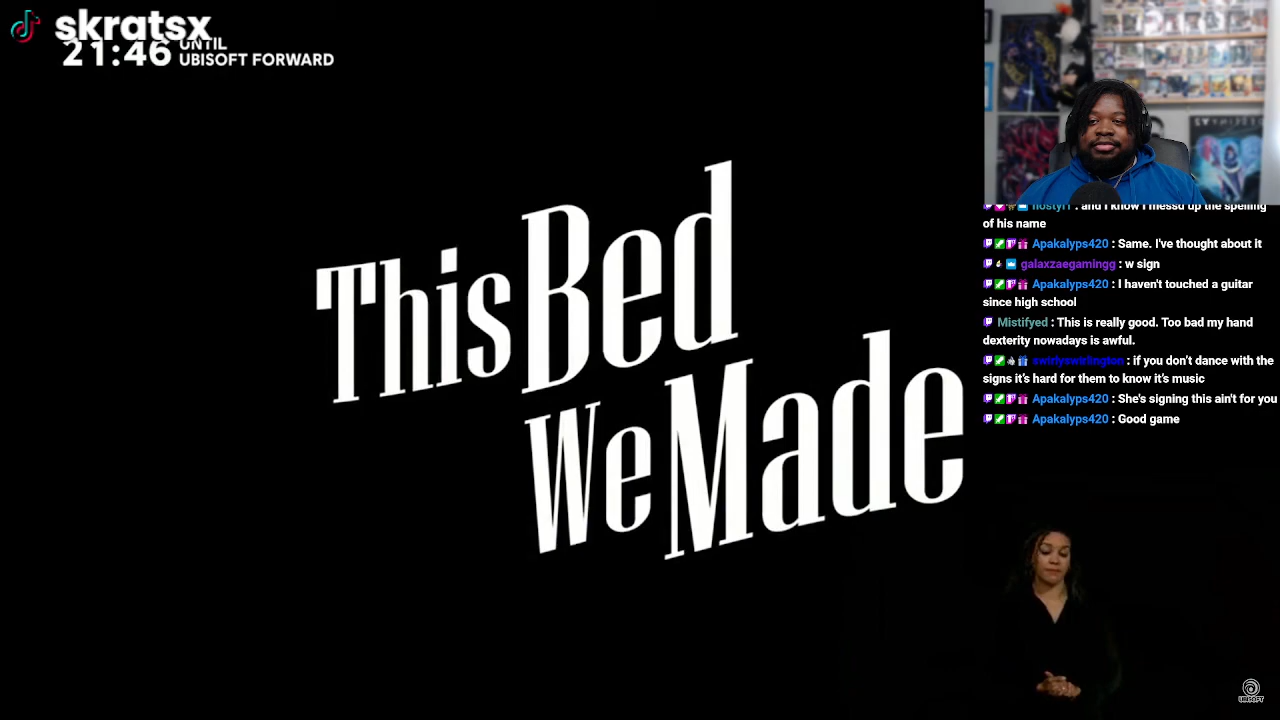 skratsx
21:46 UNTIL
UBISOFT FORWARD
This Bed
We Made
hostyri : and I know I messd up the spelling
of his name
Apakalyps420 : Same. I've thought about it
galaxzaegamingg : w sign
Apakalyps420 : I haven't touched a guitar
since high school
Mistifyed : This is really good. Too bad my hand
dexterity nowadays is awful.
swirlyswirlington : if you don't dance with the
signs it's hard for them to know it's music
Apakalyps420 : She's signing this ain't for you
Apakalyps420 : Good game
UBISOFT